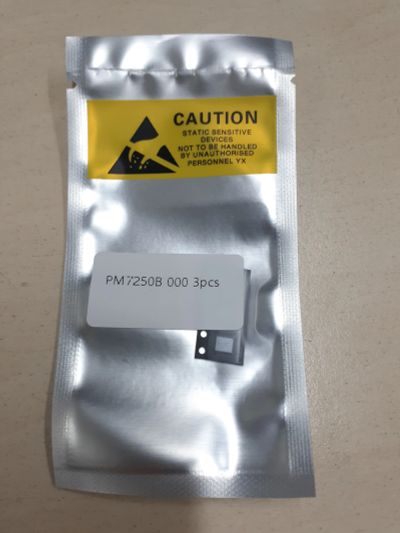 CAUTION
STATIC SENSITIVE
DEVICES
NOT TO BE HANDLED
BY UNAUTHORISED
PERSONNEL YX
PM7250B 000 3pcs